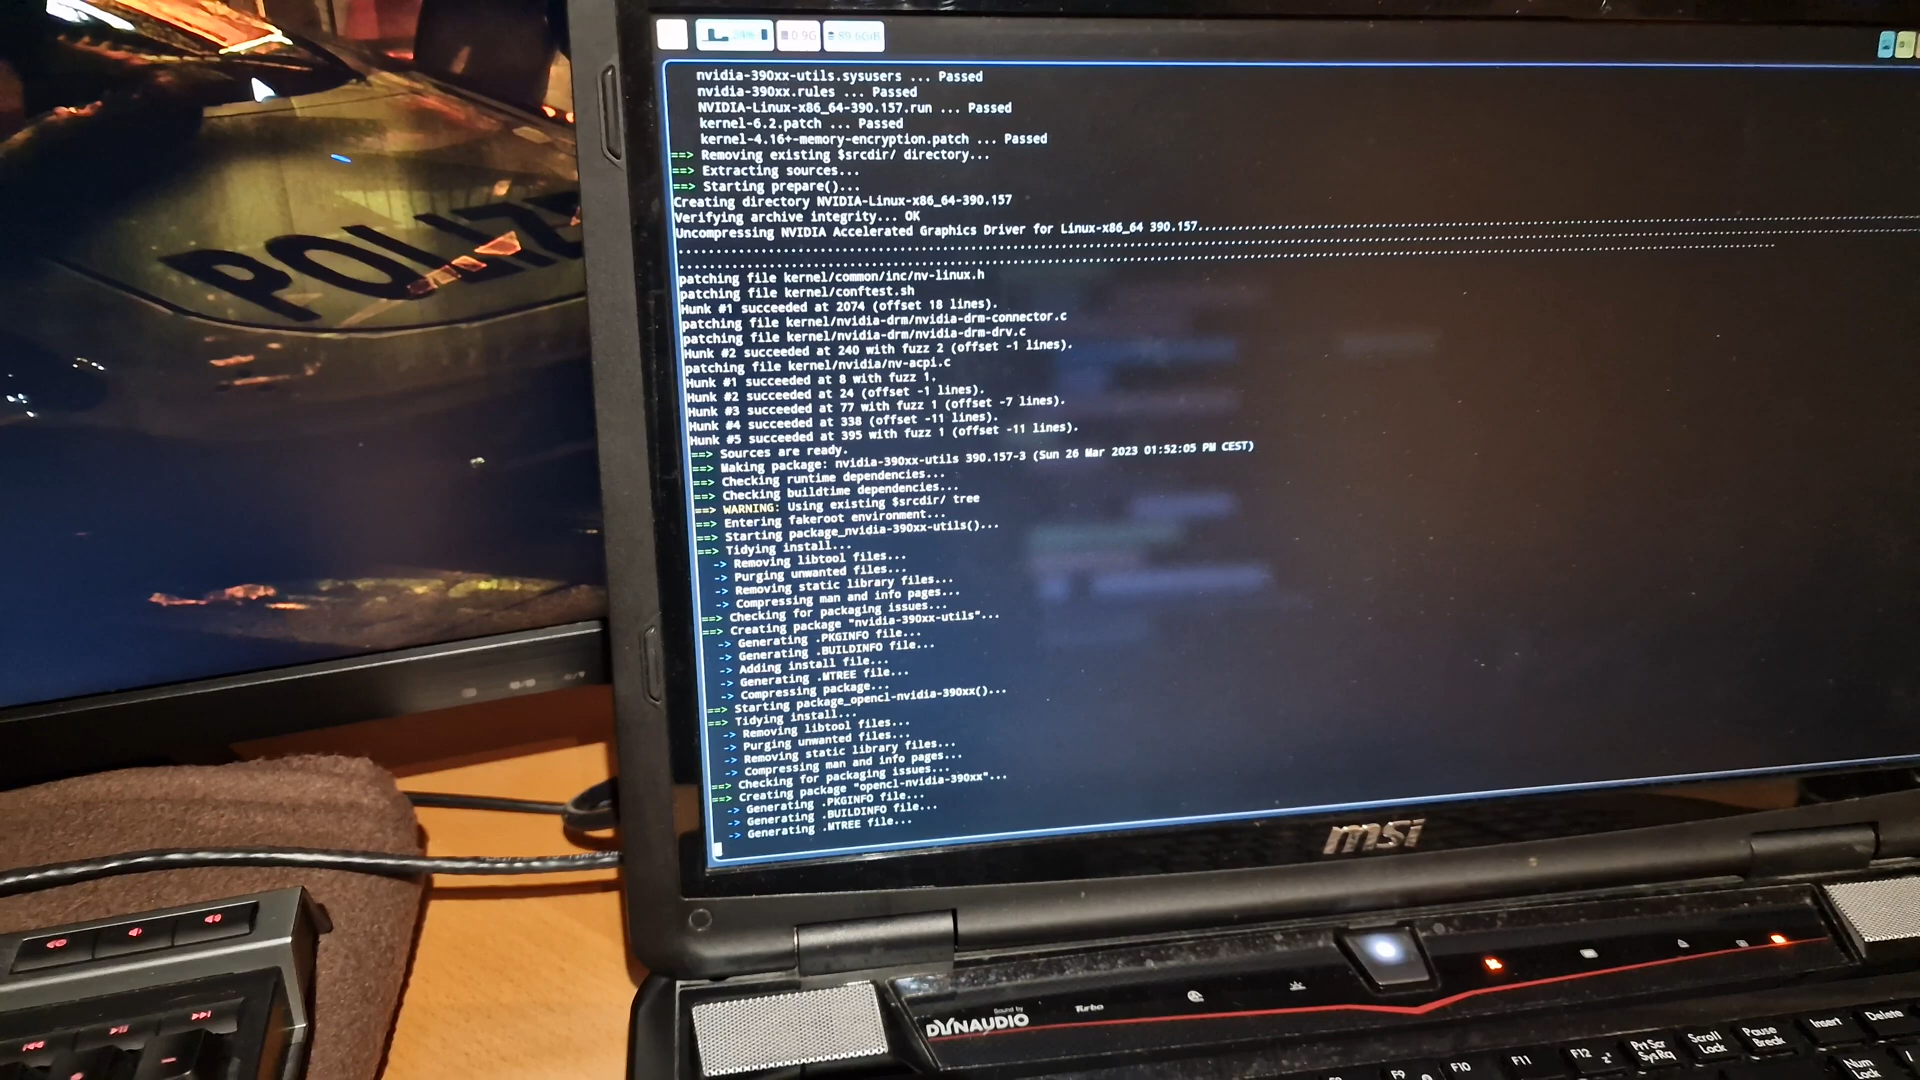 24%
0.9G
89.6GiB
nvidia-390xx-utils.sysusers ... Passed
nvidia-390xx.rules ... Passed
NVIDIA-Linux-x86_64-390.157.run ... Passed
kernel-6.2.patch ... Passed
kernel-4.16+-memory-encryption.patch ... Passed
==> Removing existing $srcdir/ directory...
==> Extracting sources...
==> Starting prepare()...
Creating directory NVIDIA-Linux-x86_64-390.157
Verifying archive integrity... OK
Uncompressing NVIDIA Accelerated Graphics Driver for Linux-x86_64 390.157...
patching file kernel/common/inc/nv-linux.h
patching file kernel/conftest.sh
Hunk #1 succeeded at 2074 (offset 18 lines).
patching file kernel/nvidia-drm/nvidia-drm-connector.c
patching file kernel/nvidia-drm/nvidia-drm-drv.c
Hunk #2 succeeded at 240 with fuzz 2 (offset -1 lines).
patching file kernel/nvidia/nv-acpi.c
Hunk #1 succeeded at 8 with fuzz 1.
Hunk #2 succeeded at 24 (offset -1 lines).
Hunk #3 succeeded at 77 with fuzz 1 (offset -7 lines).
Hunk #4 succeeded at 338 (offset -11 lines).
Hunk #5 succeeded at 395 with fuzz 1 (offset -11 lines).
==> Sources are ready.
==> Making package: nvidia-390xx-utils 390.157-3 (Sun 26 Mar 2023 01:52:05 PM CEST)
==> Checking runtime dependencies...
==> Checking buildtime dependencies...
==> WARNING: Using existing $srcdir/ tree
==> Entering fakeroot environment...
==> Starting package_nvidia-390xx-utils()...
==> Tidying install...
-> Removing libtool files...
-> Purging unwanted files...
-> Removing static library files...
-> Compressing man and info pages...
==> Checking for packaging issues...
==> Creating package "nvidia-390xx-utils"...
-> Generating .PKGINFO file...
-> Generating .BUILDINFO file...
-> Adding install file...
-> Generating .MTREE file...
-> Compressing package...
==> Starting package_opencl-nvidia-390xx()...
==> Tidying install...
-> Removing libtool files...
-> Purging unwanted files...
-> Removing static library files...
-> Compressing man and info pages...
==> Checking for packaging issues...
==> Creating package "opencl-nvidia-390xx"...
-> Generating .PKGINFO file...
-> Generating .BUILDINFO file...
-> Generating .MTREE file...
POLIZE
msi
Sound by
DYNAUDIO
Turbo
F9
F10
F11
F12
Prt Scr
Sys Rq
Scroll
Lock
Pause
Break
Insert
Delete
Num
Lock